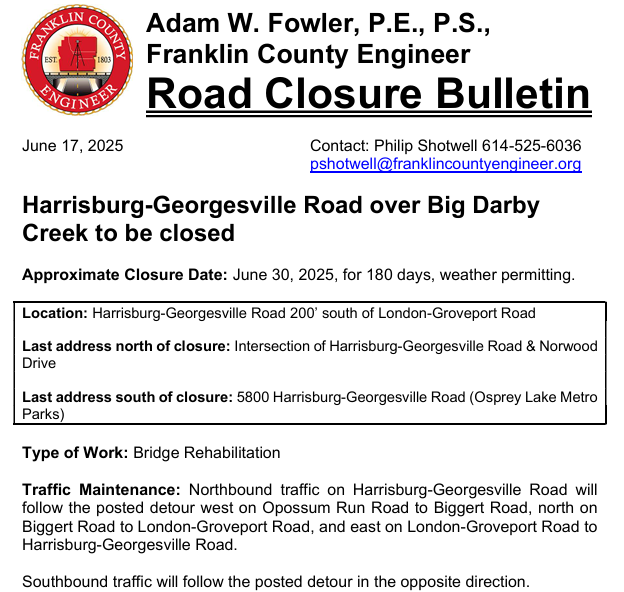 FRANKLIN COUNTY
EST. 1803
ENGINEER
Adam W. Fowler, P.E., P.S.,
Franklin County Engineer
Road Closure Bulletin
June 17, 2025
Contact: Philip Shotwell 614-525-6036
pshotwell@franklincountyengineer.org
Harrisburg-Georgesville Road over Big Darby
Creek to be closed
Approximate Closure Date: June 30, 2025, for 180 days, weather permitting.
Location: Harrisburg-Georgesville Road 200’ south of London-Groveport Road
Last address north of closure: Intersection of Harrisburg-Georgesville Road & Norwood
Drive
Last address south of closure: 5800 Harrisburg-Georgesville Road (Osprey Lake Metro
Parks)
Type of Work: Bridge Rehabilitation
Traffic Maintenance: Northbound traffic on Harrisburg-Georgesville Road will
follow the posted detour west on Opossum Run Road to Biggert Road, north on
Biggert Road to London-Groveport Road, and east on London-Groveport Road to
Harrisburg-Georgesville Road.
Southbound traffic will follow the posted detour in the opposite direction.